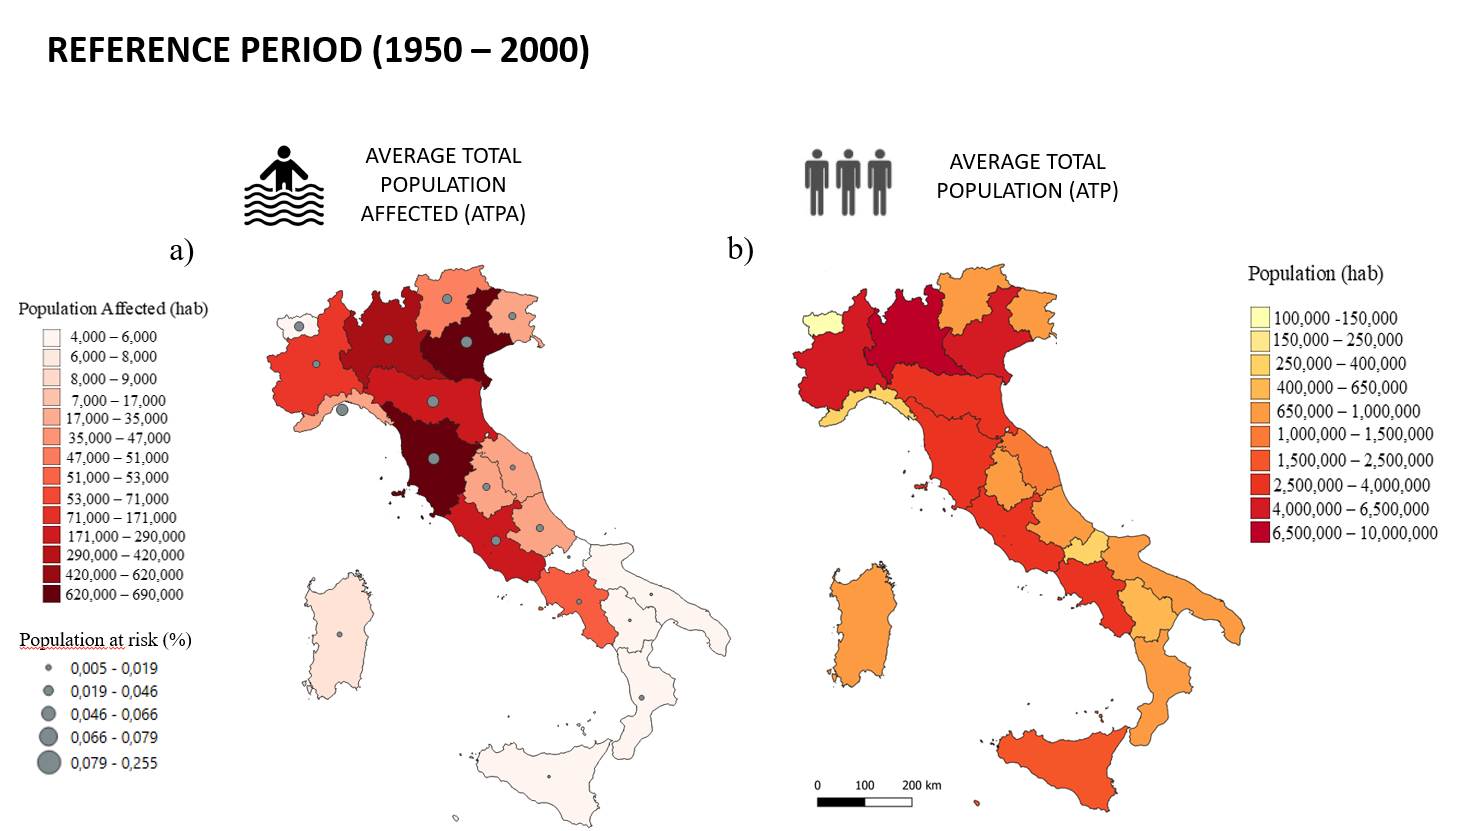 REFERENCE PERIOD (1950 – 2000)
AVERAGE TOTAL
POPULATION
AFFECTED (ATPA)
AVERAGE TOTAL
POPULATION (ATP)
a)
b)
Population Affected (hab)
4,000 – 6,000
6,000 – 8,000
8,000 – 9,000
7,000 – 17,000
17,000 – 35,000
35,000 – 47,000
47,000 – 51,000
51,000 – 53,000
53,000 – 71,000
71,000 – 171,000
171,000 – 290,000
290,000 – 420,000
420,000 – 620,000
620,000 – 690,000
Population at risk (%)
0,005 - 0,019
0,019 - 0,046
0,046 - 0,066
0,066 - 0,079
0,079 - 0,255
Population (hab)
100,000 -150,000
150,000 – 250,000
250,000 – 400,000
400,000 – 650,000
650,000 – 1,000,000
1,000,000 – 1,500,000
1,500,000 – 2,500,000
2,500,000 – 4,000,000
4,000,000 – 6,500,000
6,500,000 – 10,000,000
0 100 200 km